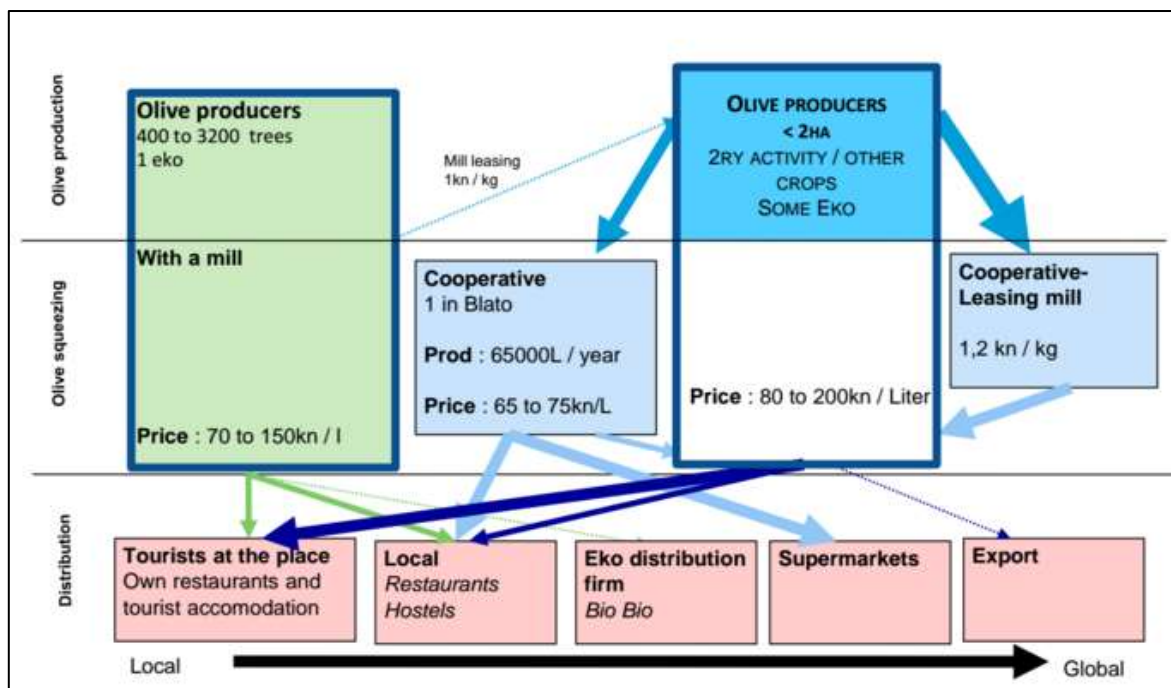 Olive production
Olive producers
400 to 3200 trees
1 eko
Mill leasing
1kn / kg
OLIVE PRODUCERS
< 2HA
2RY ACTIVITY / OTHER
CROPS
SOME EKO
Olive squeezing
With a mill
Price : 70 to 150kn / l
Cooperative
1 in Blato
Prod : 65000L / year
Price : 65 to 75kn/L
Price : 80 to 200kn / Liter
Cooperative-
Leasing mill
1,2 kn / kg
Distribution
Tourists at the place
Own restaurants and
tourist accomodation
Local
Restaurants
Hostels
Eko distribution
firm
Bio Bio
Supermarkets
Export
Local
Global